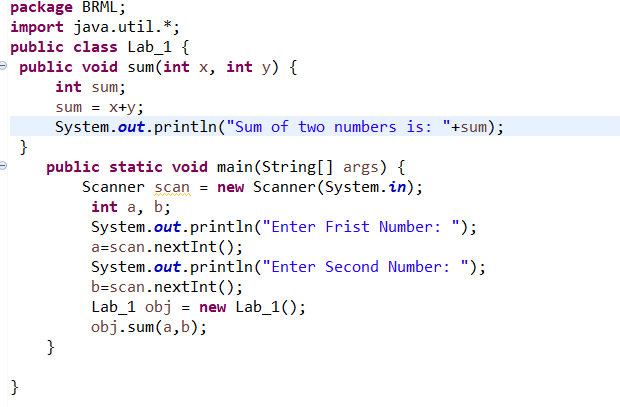 package BRML;
import java.util.*;
public class Lab_1 {
public void sum(int x, int y) {
int sum;
sum = x+y;
System.out.println("Sum of two numbers is: "+sum);
}
public static void main(String[] args) {
Scanner scan = new Scanner(System.in);
int a, b;
System.out.println("Enter Frist Number: ");
a=scan.nextInt();
System.out.println("Enter Second Number: ");
b=scan.nextInt();
Lab_1 obj = new Lab_1();
obj.sum(a,b);
}
}